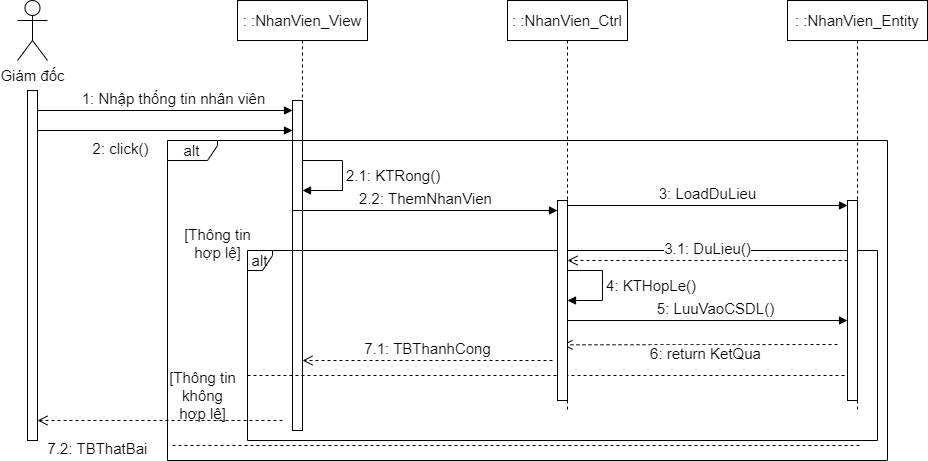 : :NhanVien_View
: :NhanVien_Ctrl
: :NhanVien_Entity
Giám đốc
1: Nhập thống tin nhân viên
2: click()
alt
2.1: KTRong()
2.2: ThemNhanVien
3: LoadDuLieu
[Thông tin
hợp lệ]
alt
3.1: DuLieu()
4: KTHopLe()
5: LuuVaoCSDL()
7.1: TBThanhCong
6: return KetQua
[Thông tin
không
hợp lệ]
7.2: TBThatBai